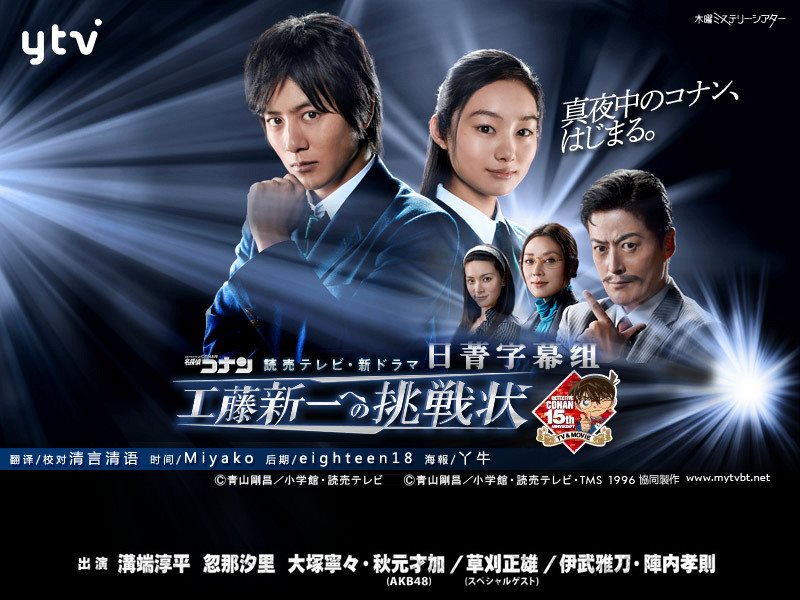 ytv
木曜ミステリーシアター
真夜中のコナン、
はじまる。
名探偵コナン 読売テレビ・新ドラマ 日菁字幕组
工藤新一への挑戦状
DETECTIVE
CONAN
15th
ANNIVERSARY
TV & MOVIE
翻译/校对清言清语 时间/Miyako 后期/eighteen18 海報/丫牛
©青山剛昌／小学館・読売テレビ ©青山剛昌／小学館・読売テレビ・TMS 1996 協同製作 www.mytvbt.net
出演 溝端淳平 忽那汐里 大塚寧々・秋元才加／草刈正雄／伊武雅刀・陣内孝則
(AKB48) (スペシャルゲスト)